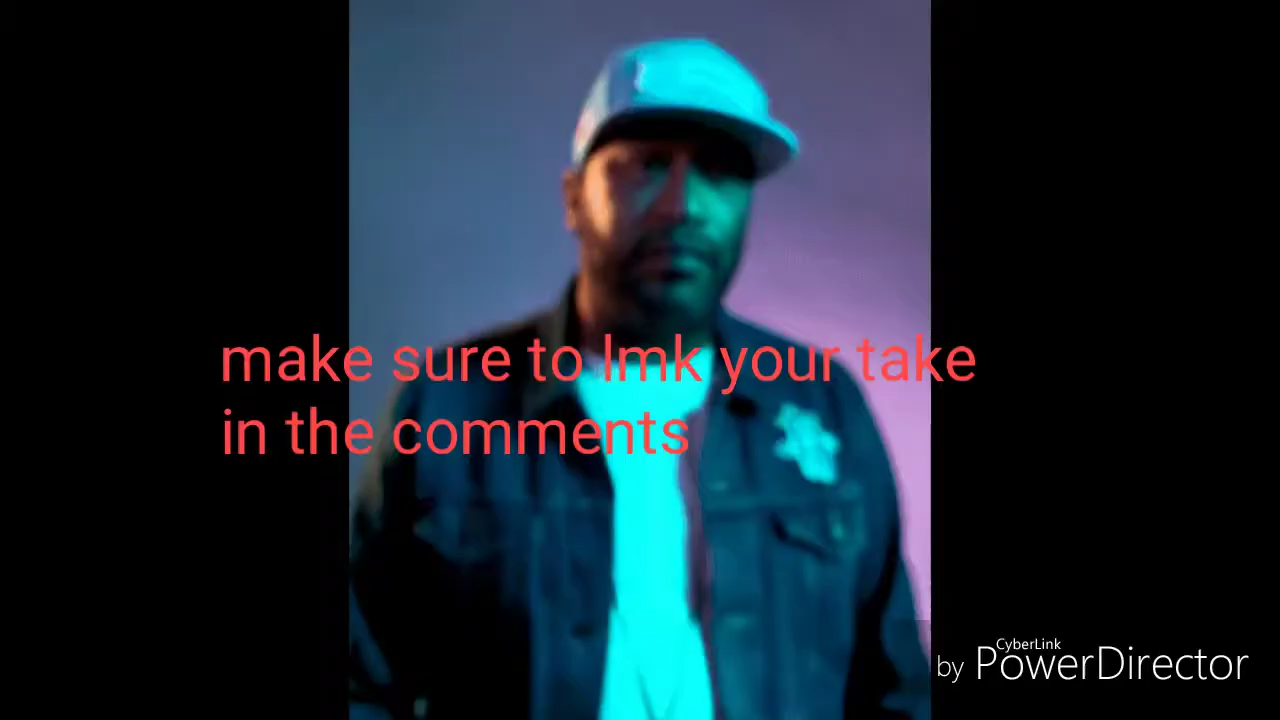 make sure to lmk your take
in the comments
CyberLink
by PowerDirector